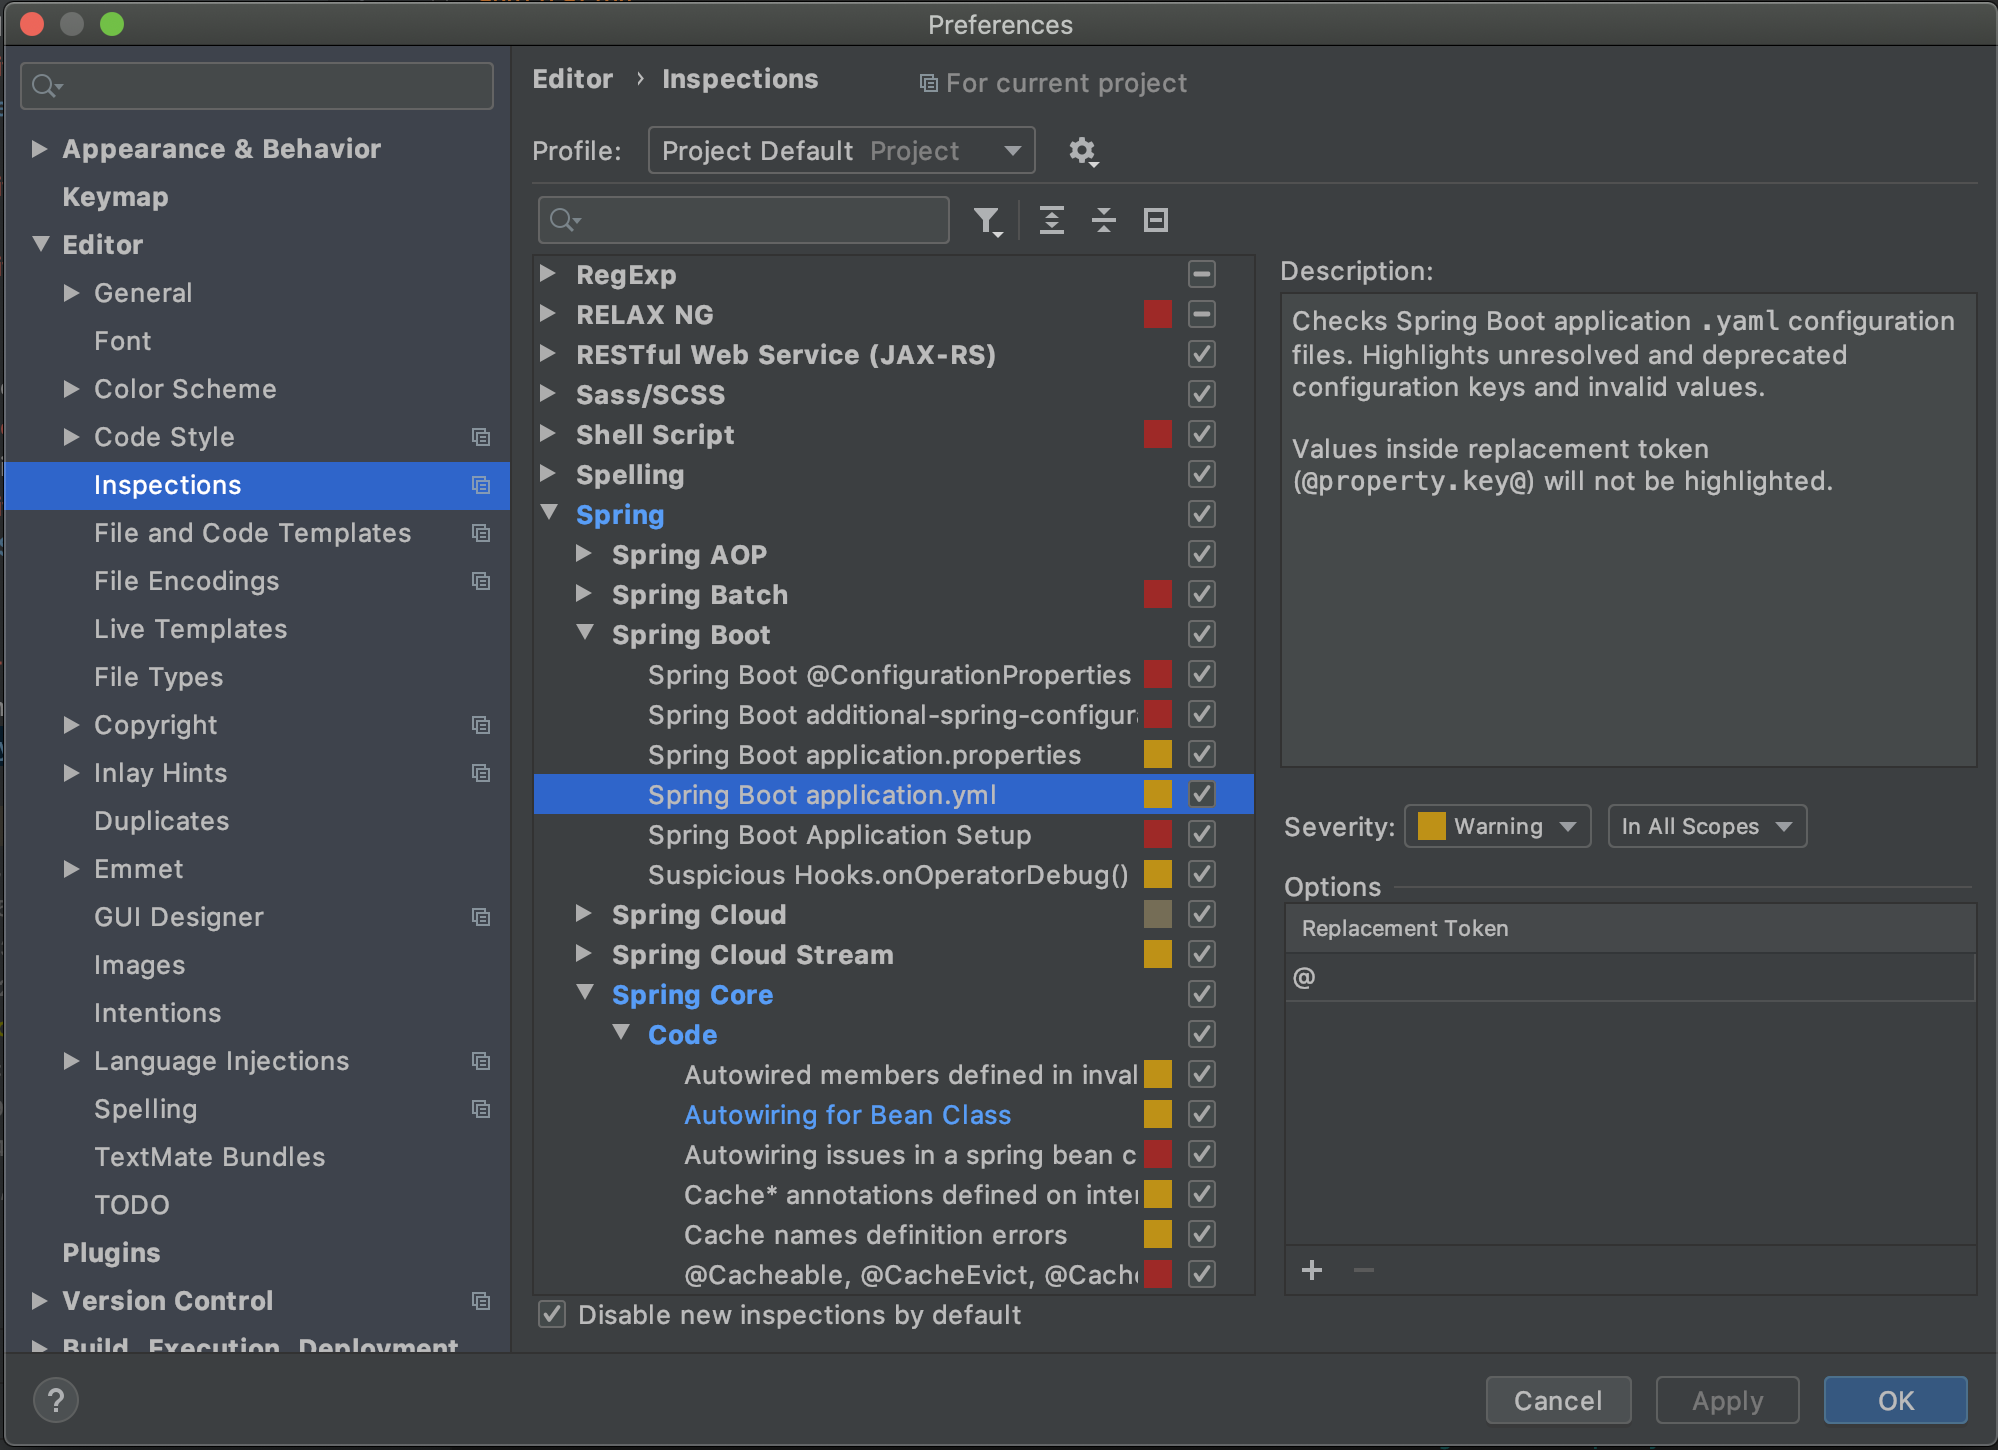 Preferences
Appearance & Behavior
Keymap
Editor
General
Font
Color Scheme
Code Style
Inspections
File and Code Templates
File Encodings
Live Templates
File Types
Copyright
Inlay Hints
Duplicates
Emmet
GUI Designer
Images
Intentions
Language Injections
Spelling
TextMate Bundles
TODO
Plugins
Version Control
Build, Execution, Deployment
Editor › Inspections
For current project
Profile: Project Default Project
RegExp
RELAX NG
RESTful Web Service (JAX-RS)
Sass/SCSS
Shell Script
Spelling
Spring
Spring AOP
Spring Batch
Spring Boot
Spring Boot @ConfigurationProperties
Spring Boot additional-spring-configur
Spring Boot application.properties
Spring Boot application.yml
Spring Boot Application Setup
Suspicious Hooks.onOperatorDebug()
Spring Cloud
Spring Cloud Stream
Spring Core
Code
Autowired members defined in inval
Autowiring for Bean Class
Autowiring issues in a spring bean c
Cache* annotations defined on inter
Cache names definition errors
@Cacheable, @CacheEvict, @Cach
Disable new inspections by default
Description:
Checks Spring Boot application .yaml configuration
files. Highlights unresolved and deprecated
configuration keys and invalid values.
Values inside replacement token
(@property.key@) will not be highlighted.
Severity: Warning In All Scopes
Options
Replacement Token
@
? Cancel Apply OK